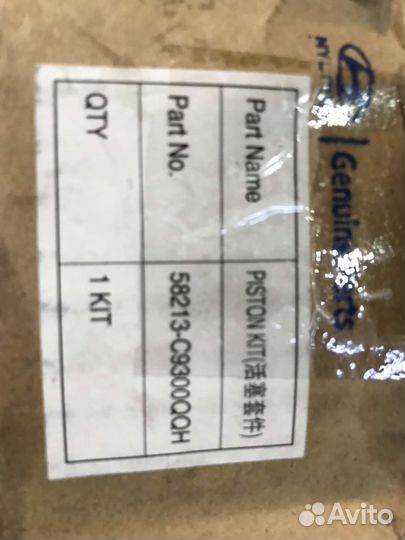 Genuine Parts
Part Name PISTON KIT(活塞套件)
Part No. 58213-C9300QQH
QTY 1 KIT
Avito